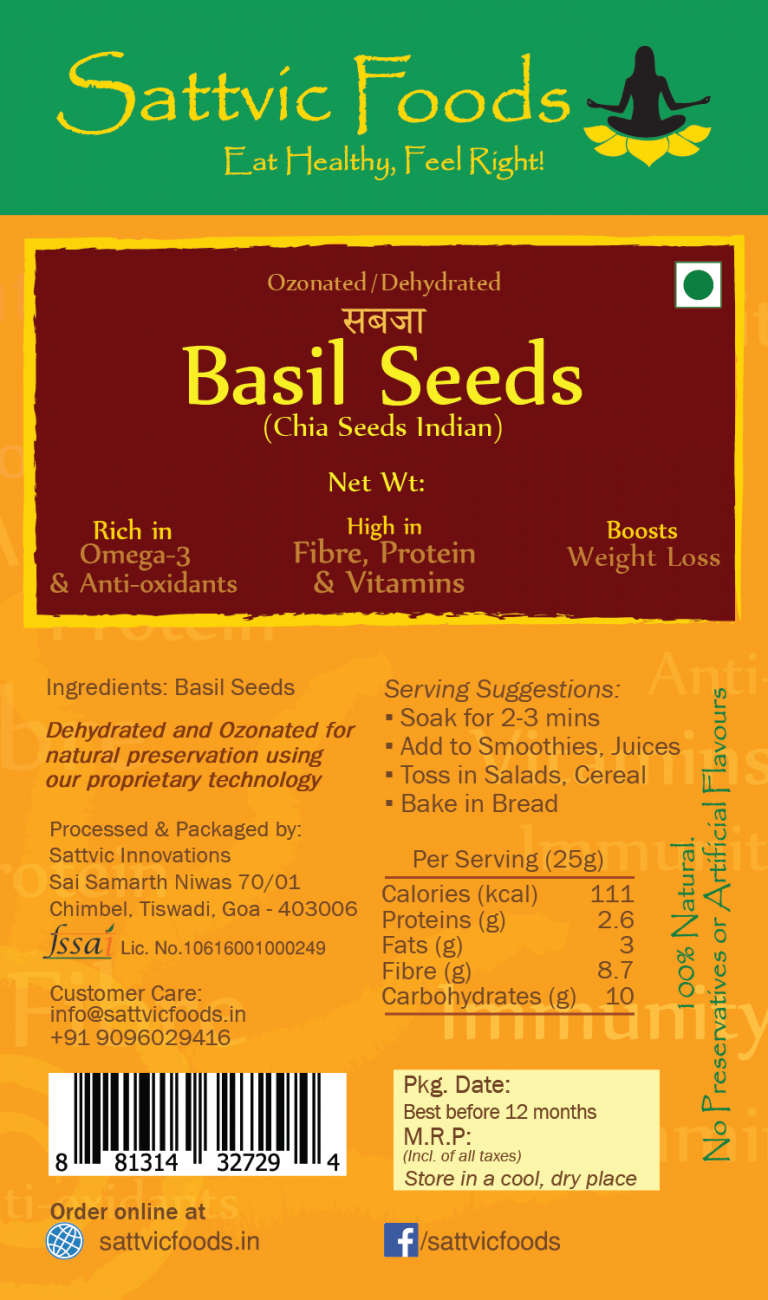 Sattvic Foods
Eat Healthy, Feel Right!
Ozonated/Dehydrated
सबजा
Basil Seeds
(Chia Seeds Indian)
Net Wt:
Rich in
Omega-3
& Anti-oxidants
High in
Fibre, Protein
& Vitamins
Boosts
Weight Loss
Ingredients: Basil Seeds
Dehydrated and Ozonated for
natural preservation using
our proprietary technology
Processed & Packaged by:
Sattvic Innovations
Sai Samarth Niwas 70/01
Chimbel, Tiswadi, Goa - 403006
fssai Lic. No.10616001000249
Customer Care:
info@sattvicfoods.in
+91 9096029416
8 81314 32729 4
Order online at
sattvicfoods.in
Serving Suggestions:
▪ Soak for 2-3 mins
▪ Add to Smoothies, Juices
▪ Toss in Salads, Cereal
▪ Bake in Bread
Per Serving (25g)
Calories (kcal) 111
Proteins (g) 2.6
Fats (g) 3
Fibre (g) 8.7
Carbohydrates (g) 10
100% Natural.
No Preservatives or Artificial Flavours
Pkg. Date:
Best before 12 months
M.R.P:
(Incl. of all taxes)
Store in a cool, dry place
f/sattvicfoods
Protein
Vitamins
Immunity
Fibre
Immunity